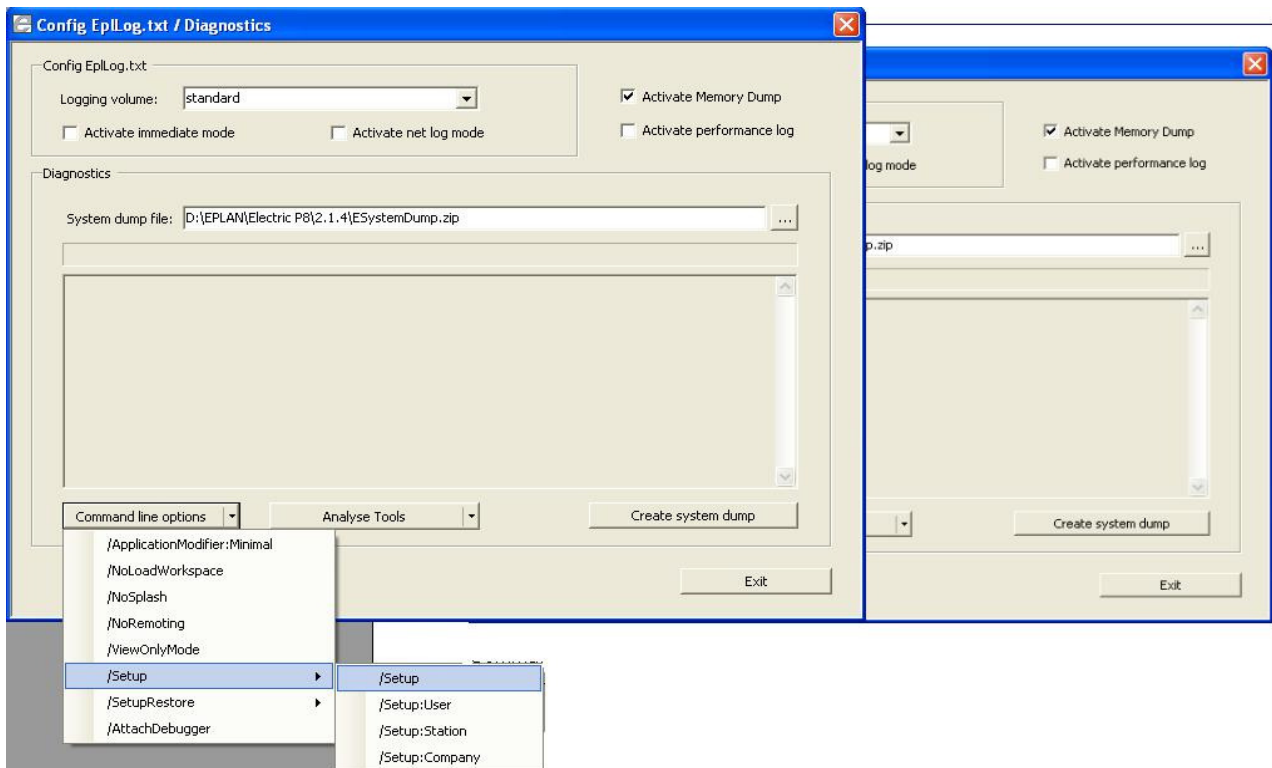 Config EplLog.txt / Diagnostics
Config EplLog.txt
Logging volume: standard
Activate immediate mode
Activate net log mode
Activate Memory Dump
Activate performance log
Diagnostics
System dump file: D:\EPLAN\Electric P8\2.1.4\ESystemDump.zip ...
Command line options
Analyse Tools
Create system dump
Exit
/ApplicationModifier:Minimal
/NoLoadWorkspace
/NoSplash
/NoRemoting
/ViewOnlyMode
/Setup
/SetupRestore
/AttachDebugger
/Setup
/Setup:User
/Setup:Station
/Setup:Company
Activate Memory Dump
log mode
Activate performance log
p.zip ...
Create system dump
Exit